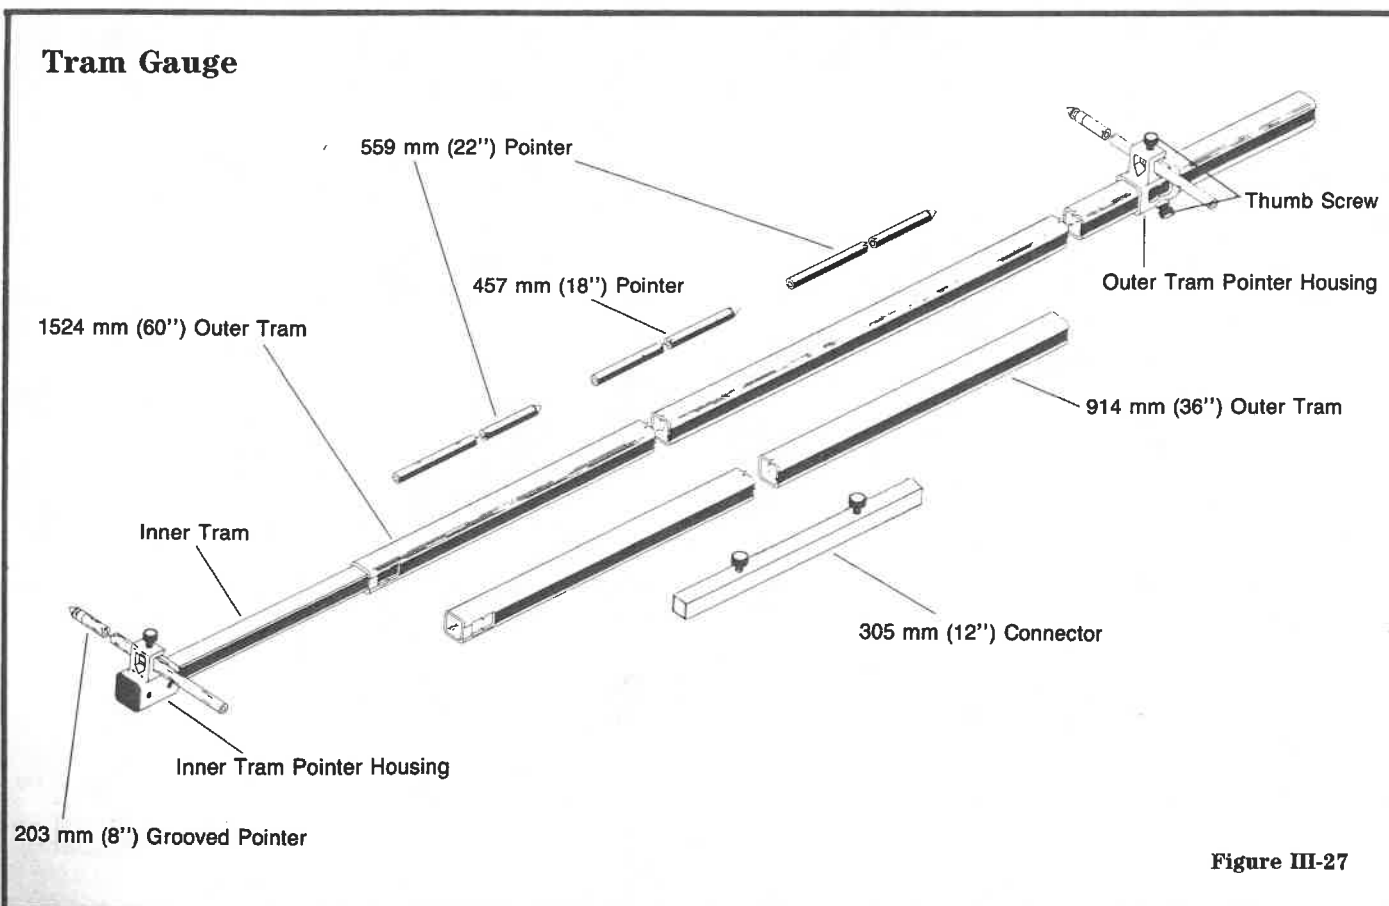 Tram Gauge
559 mm (22'') Pointer
Thumb Screw
457 mm (18'') Pointer
Outer Tram Pointer Housing
1524 mm (60'') Outer Tram
914 mm (36'') Outer Tram
Inner Tram
305 mm (12'') Connector
Inner Tram Pointer Housing
203 mm (8'') Grooved Pointer
Figure III-27